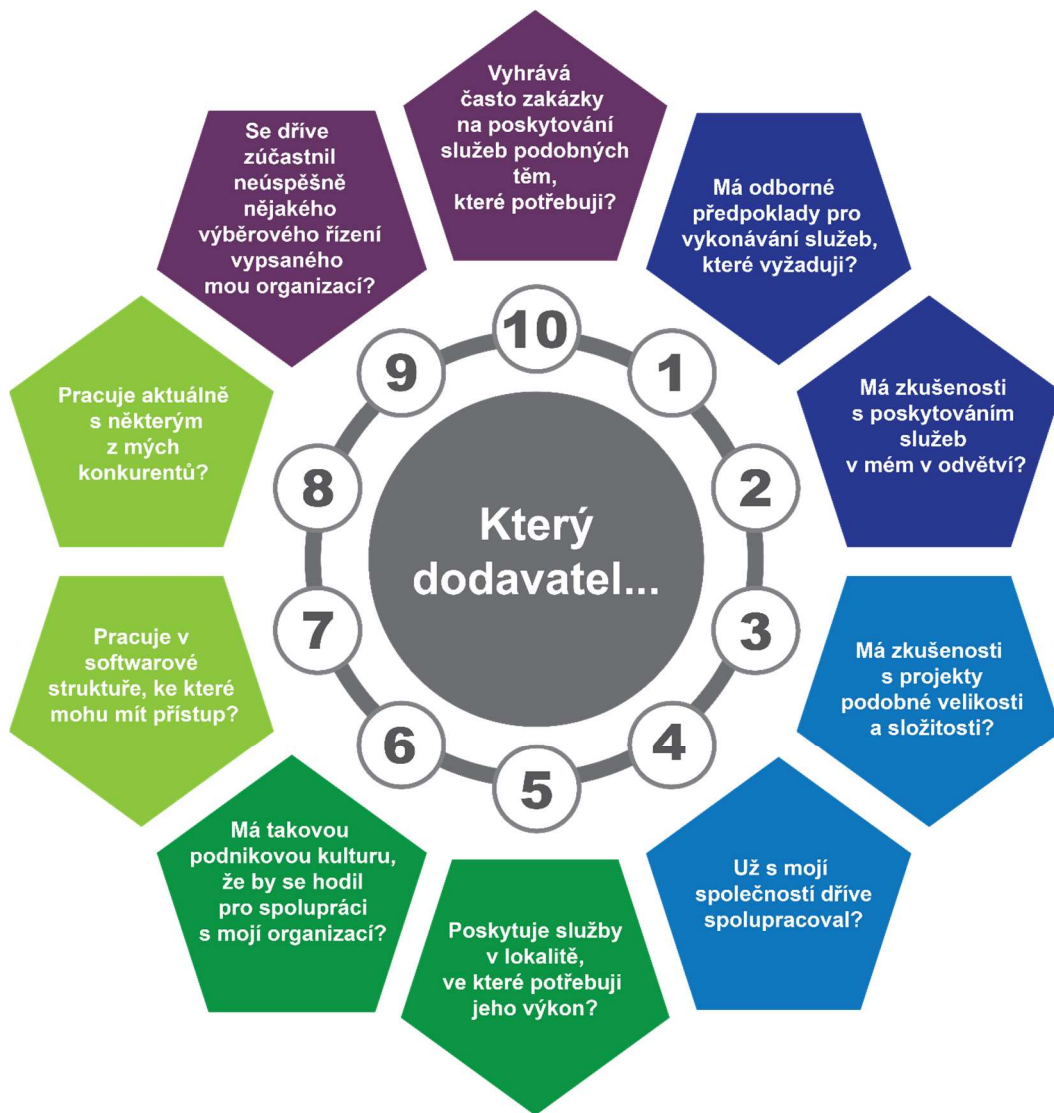 Který
dodavatel...
1
Má odborné
předpoklady pro
vykonávání služeb,
které vyžaduji?
2
Má zkušenosti
s poskytováním
služeb
v mém v odvětví?
3
Má zkušenosti
s projekty
podobné velikosti
a složitosti?
4
Už s mojí
společností dříve
spolupracoval?
5
Poskytuje služby
v lokalitě,
ve které potřebuji
jeho výkon?
6
Má takovou
podnikovou kulturu,
že by se hodil
pro spolupráci
s mojí organizací?
7
Pracuje v
softwarové
struktuře, ke které
mohu mít přístup?
8
Pracuje aktuálně
s některým
z mých
konkurentů?
9
Se dříve
zúčastnil
neúspěšně
nějakého
výběrového řízení
vypsaného
mou organizací?
10
Vyhrává
často zakázky
na poskytování
služeb podobných
těm,
které potřebuji?